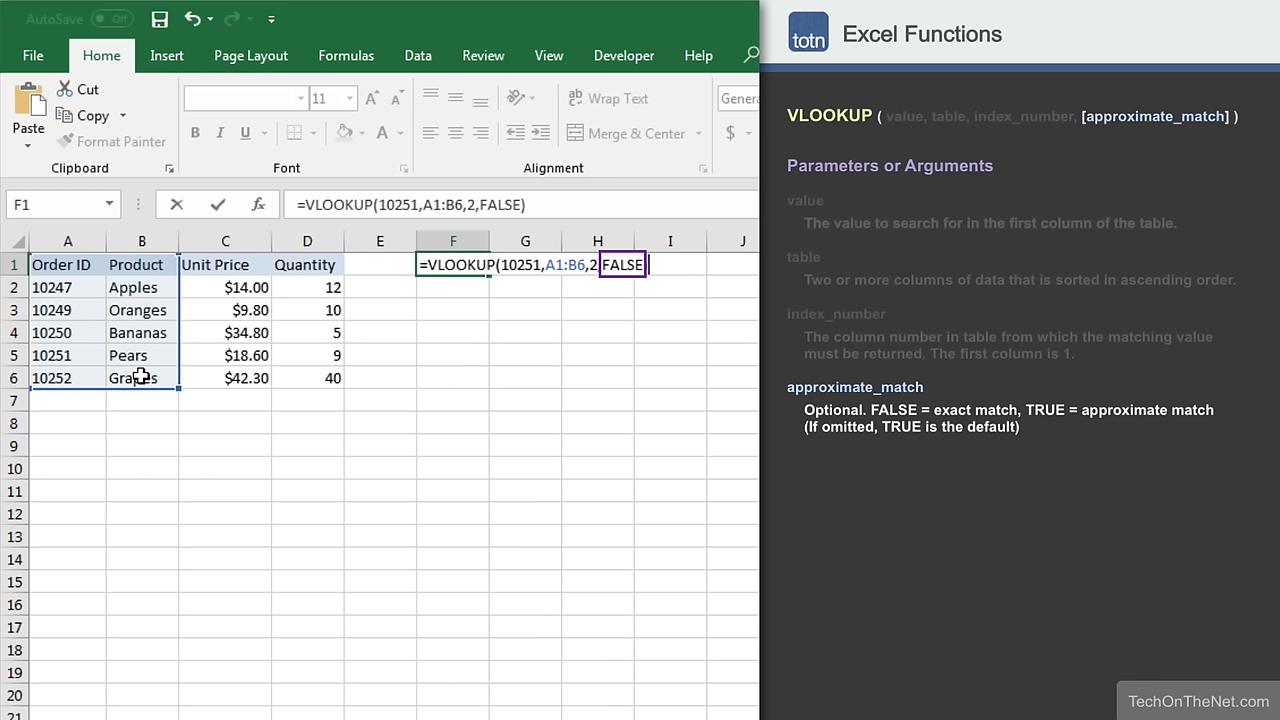 AutoSave Off
File Home Insert Page Layout Formulas Data Review View Developer Help
Paste
Cut
Copy
Format Painter
11 A A
B I U A
ab Wrap Text
Merge & Center
$
Clipboard Font Alignment
F1 fx =VLOOKUP(10251,A1:B6,2,FALSE)
A B C D E F G H I J
1 Order ID Product Unit Price Quantity =VLOOKUP(10251,A1:B6,2,FALSE
2 10247 Apples $14.00 12
3 10249 Oranges $9.80 10
4 10250 Bananas $34.80 5
5 10251 Pears $18.60 9
6 10252 Grapes $42.30 40
7
8
9
10
11
12
13
14
15
16
17
18
19
20
21
totn Excel Functions
VLOOKUP ( value, table, index_number, [approximate_match] )
Parameters or Arguments
value
The value to search for in the first column of the table.
table
Two or more columns of data that is sorted in ascending order.
index_number
The column number in table from which the matching value
must be returned. The first column is 1.
approximate_match
Optional. FALSE = exact match, TRUE = approximate match
(If omitted, TRUE is the default)
TechOnTheNet.com